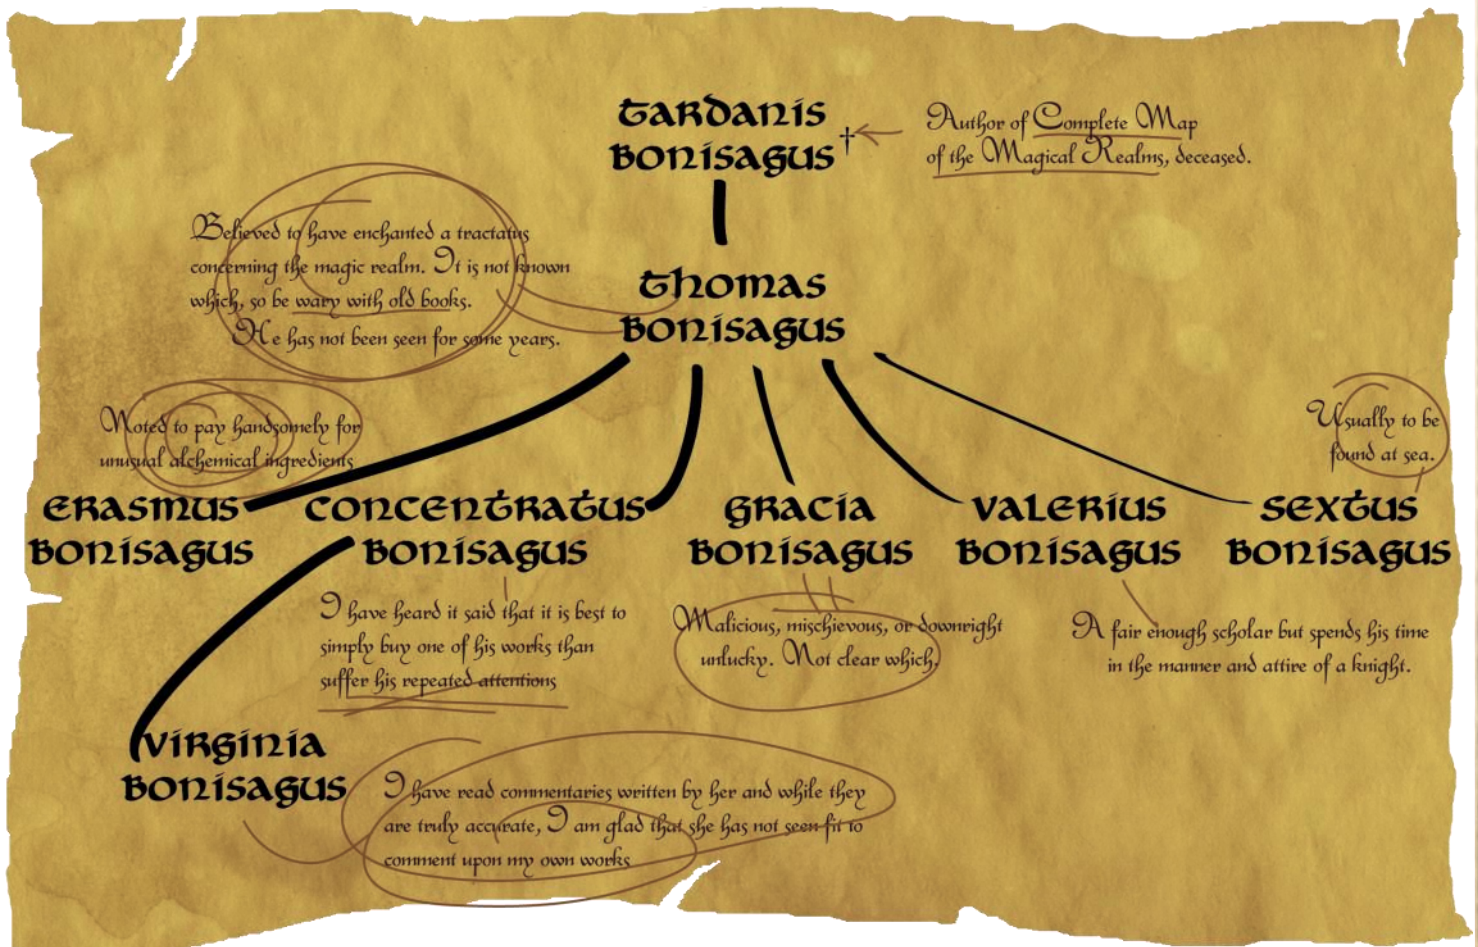 Tardanis
Bonisagus †
Author of Complete Map
of the Magical Realms, deceased.
Believed to have enchanted a tractatus
concerning the magic realm. It is not known
which, so be wary with old books.
He has not been seen for some years.
Thomas
Bonisagus
Noted to pay handsomely for
unusual alchemical ingredients
Usually to be
found at sea.
Erasmus
Bonisagus
Concentratus
Bonisagus
Gracia
Bonisagus
Valerius
Bonisagus
Sextus
Bonisagus
I have heard it said that it is best to
simply buy one of his works than
suffer his repeated attentions
Malicious, mischievous, or downright
unlucky. Not clear which.
A fair enough scholar but spends his time
in the manner and attire of a knight.
Virginia
Bonisagus
I have read commentaries written by her and while they
are truly accurate, I am glad that she has not seen fit to
comment upon my own works